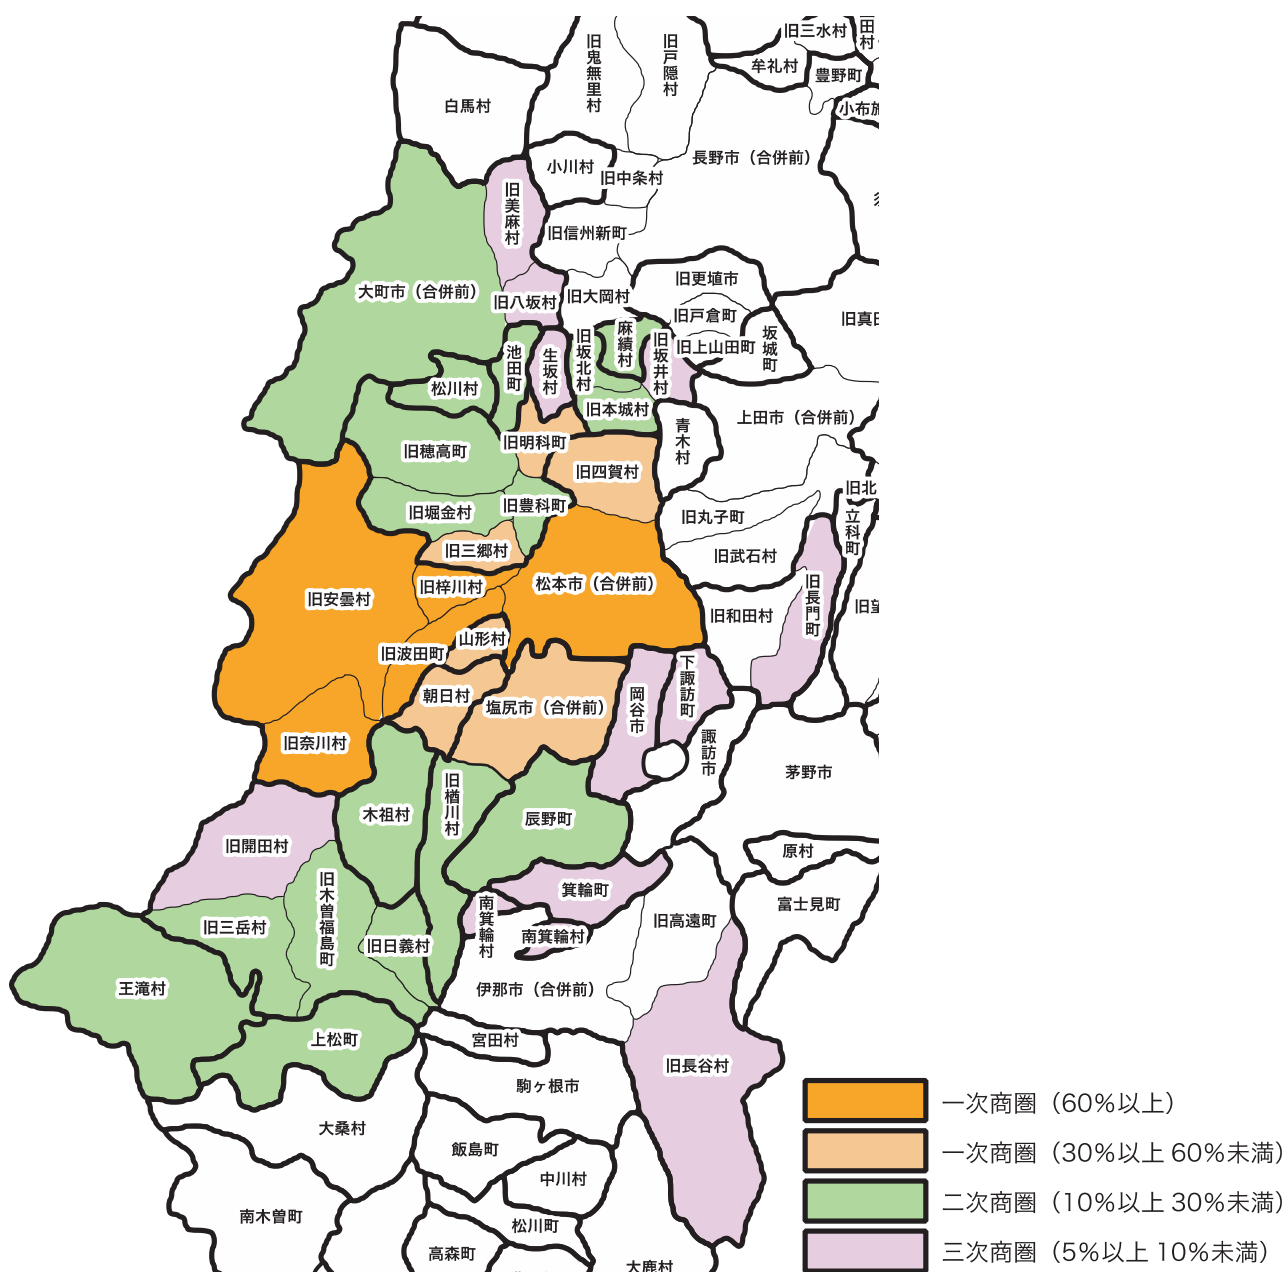 旧鬼無里村
旧戸隠村
旧三水村
田村
牟礼村
豊野町
白馬村
小布施
小川村
旧中条村
長野市（合併前）
旧美麻村
旧信州新町
大町市（合併前）
旧八坂村
旧大岡村
旧更埴市
旧戸倉町
旧真田
池田町
生坂村
旧坂北村
麻績村
旧坂井村
旧上山田町
坂城町
松川村
旧本城村
青木村
上田市（合併前）
旧穂高町
旧明科町
旧四賀村
旧堀金村
旧豊科町
旧丸子町
旧北
立科町
旧三郷村
旧武石村
旧安曇村
旧梓川村
松本市（合併前）
旧長門町
旧和田村
旧望
旧波田町
山形村
朝日村
塩尻市（合併前）
岡谷市
下諏訪町
諏訪市
旧奈川村
茅野市
木祖村
旧楢川村
辰野町
旧開田村
原村
箕輪町
富士見町
旧三岳村
旧木曽福島町
旧日義村
南箕輪村
南箕輪村
旧高遠町
王滝村
伊那市（合併前）
上松町
宮田村
旧長谷村
駒ヶ根市
大桑村
飯島町
中川村
南木曽町
松川町
高森町
大鹿村
一次商圏（60％以上）
一次商圏（30％以上 60％未満）
二次商圏（10％以上 30％未満）
三次商圏（5％以上 10％未満）